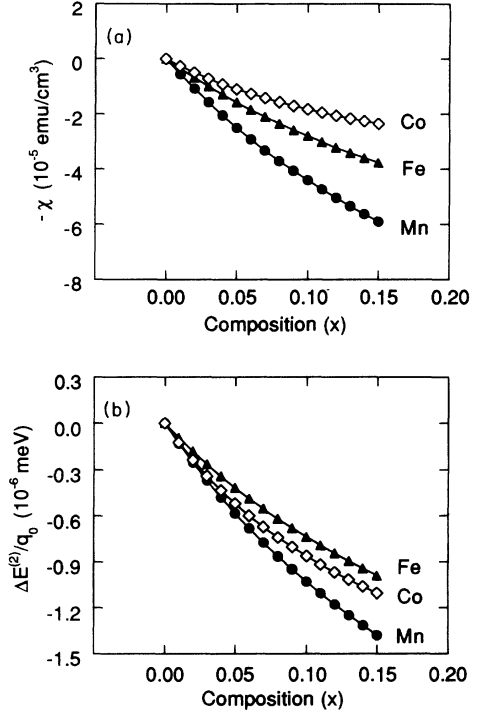 (a)
2
0
-2
-4
-6
-8
- χ (10⁻⁵ emu/cm³)
Co
Fe
Mn
0.00 0.05 0.10 0.15 0.20
Composition (x)
(b)
0.3
0.0
-0.3
-0.6
-0.9
-1.2
-1.5
ΔE⁽²⁾/q₀ (10⁻⁶ meV)
Fe
Co
Mn
0.00 0.05 0.10 0.15 0.20
Composition (x)